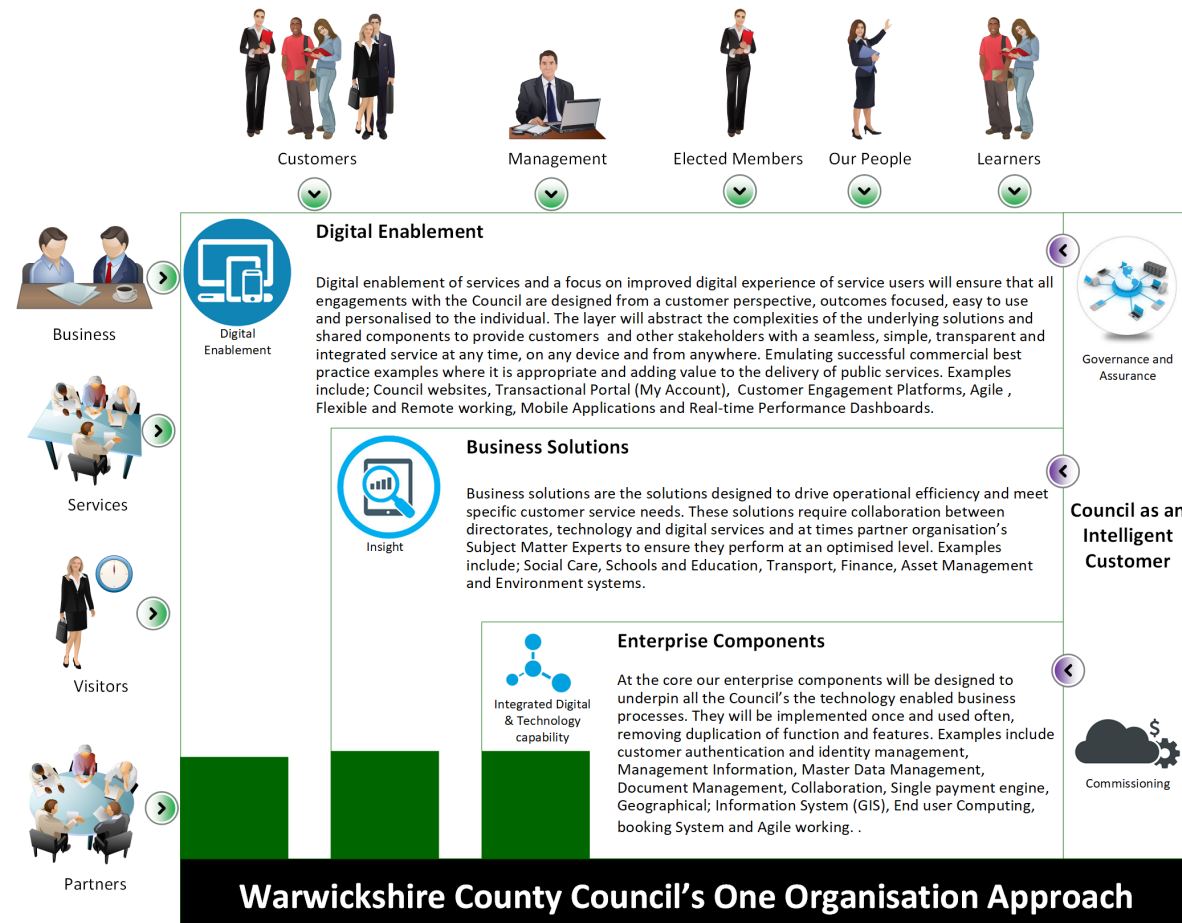 Customers
Management
Elected Members
Our People
Learners
Business
Services
Visitors
Partners
Digital Enablement
Digital
Enablement
Digital enablement of services and a focus on improved digital experience of service users will ensure that all
engagements with the Council are designed from a customer perspective, outcomes focused, easy to use
and personalised to the individual. The layer will abstract the complexities of the underlying solutions and
shared components to provide customers and other stakeholders with a seamless, simple, transparent and
integrated service at any time, on any device and from anywhere. Emulating successful commercial best
practice examples where it is appropriate and adding value to the delivery of public services. Examples
include; Council websites, Transactional Portal (My Account), Customer Engagement Platforms, Agile ,
Flexible and Remote working, Mobile Applications and Real-time Performance Dashboards.
Business Solutions
Insight
Business solutions are the solutions designed to drive operational efficiency and meet
specific customer service needs. These solutions require collaboration between
directorates, technology and digital services and at times partner organisation's
Subject Matter Experts to ensure they perform at an optimised level. Examples
include; Social Care, Schools and Education, Transport, Finance, Asset Management
and Environment systems.
Enterprise Components
Integrated Digital
& Technology
capability
At the core our enterprise components will be designed to
underpin all the Council's the technology enabled business
processes. They will be implemented once and used often,
removing duplication of function and features. Examples include
customer authentication and identity management,
Management Information, Master Data Management,
Document Management, Collaboration, Single payment engine,
Geographical; Information System (GIS), End user Computing,
booking System and Agile working. .
Governance and
Assurance
Council as an
Intelligent
Customer
$
Commissioning
Warwickshire County Council's One Organisation Approach